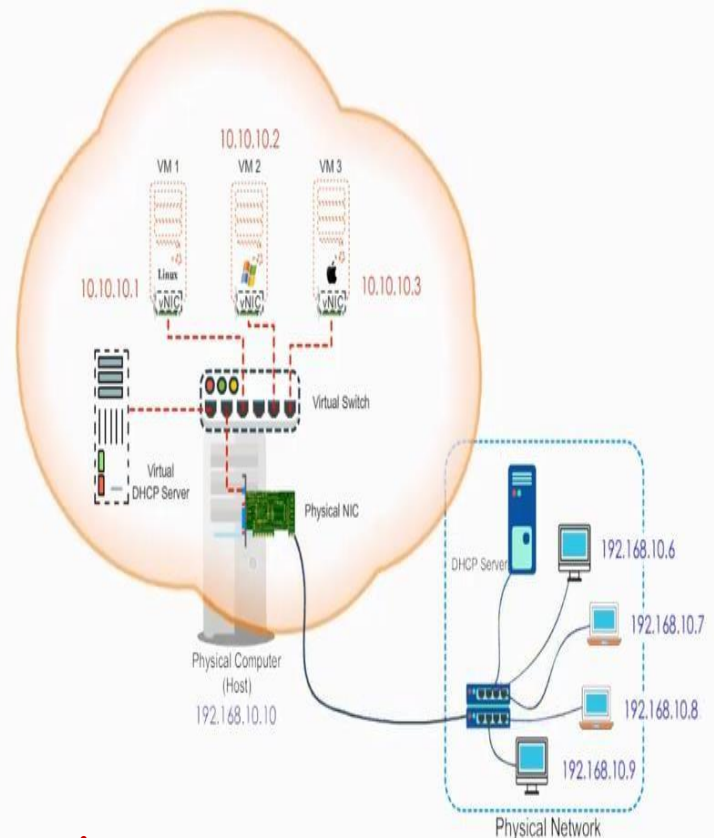 10.10.10.2
VM 1
VM 2
VM 3
Linux
vNIC
vNIC
vNIC
10.10.10.1
10.10.10.3
Virtual Switch
Virtual
DHCP Server
Physical NIC
DHCP Server
192.168.10.6
192.168.10.7
192.168.10.8
192.168.10.9
Physical Computer
(Host)
192.168.10.10
Physical Network